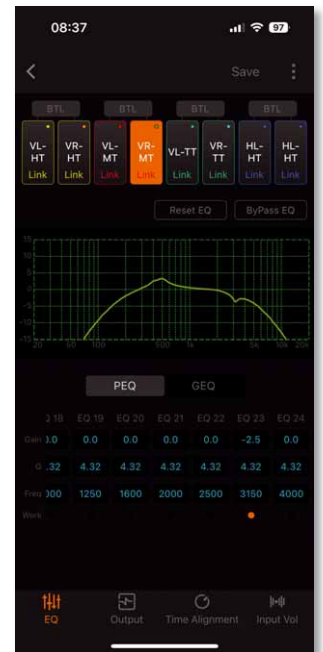 08:37 97
Save
BTL BTL BTL BTL
VL-HT VR-HT VL-MT VR-MT VL-TT VR-TT HL-HT HL-HT
Link Link Link Link Link Link Link Link
Reset EQ ByPass EQ
15
10
5
0
-5
-10
-15
20 50 100 500 1k 5k 10k 20k
PEQ GEQ
EQ 19 EQ 20 EQ 21 EQ 22 EQ 23 EQ 24
Gain 0.0 0.0 0.0 0.0 -2.5 0.0
Q .32 4.32 4.32 4.32 4.32 4.32 4.32
Freq 000 1250 1600 2000 2500 3150 4000
Work
EQ Output Time Alignment Input Vol